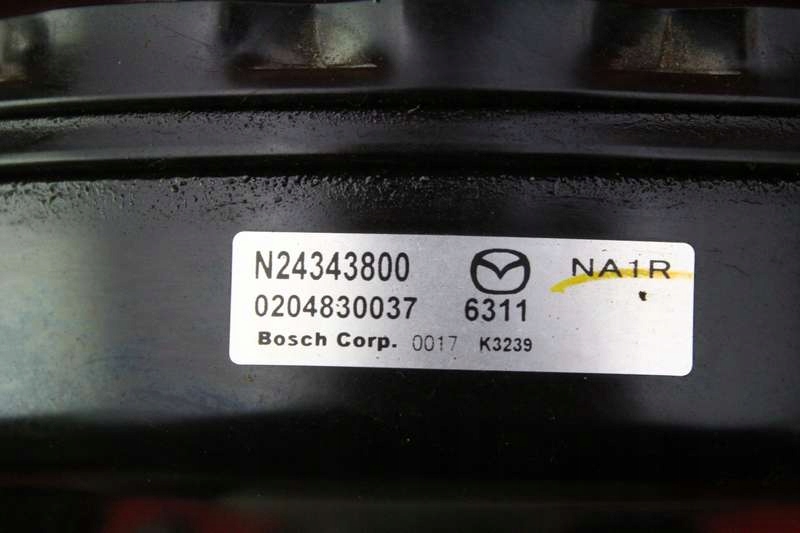 N24343800 NA1R
0204830037 6311
Bosch Corp. 0017 K3239